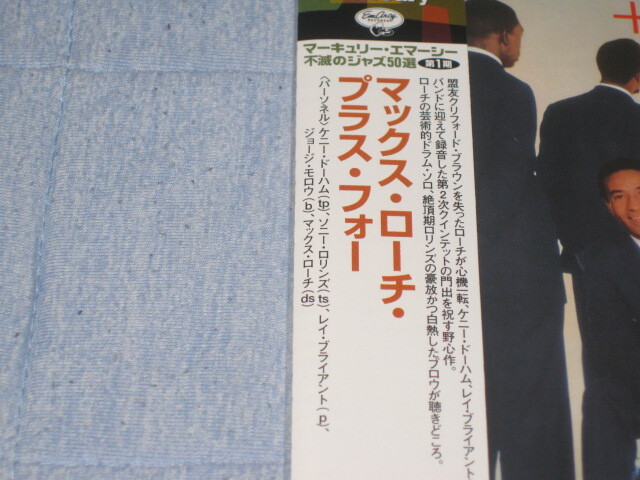 EmArcy
マーキュリー・エマーシー
不滅のジャズ50選 第1期
盟友クリフォード・ブラウンを失ったローチが心機一転、ケニー・ドーハム、レイ・ブライアント
バンドに迎えて録音した第2次クインテットの門出を祝す野心作。
ローチの芸術的ドラム・ソロ、絶頂期ロリンズの豪放かつ白熱したブロウが聴きどころ。
マックス・ローチ・
プラス・フォー
〈パーソネル〉ケニー・ドーハム(tp)、ソニー・ロリンズ(ts)、レイ・ブライアント(p)、
ジョージ・モロウ(b)、マックス・ローチ(ds)
+